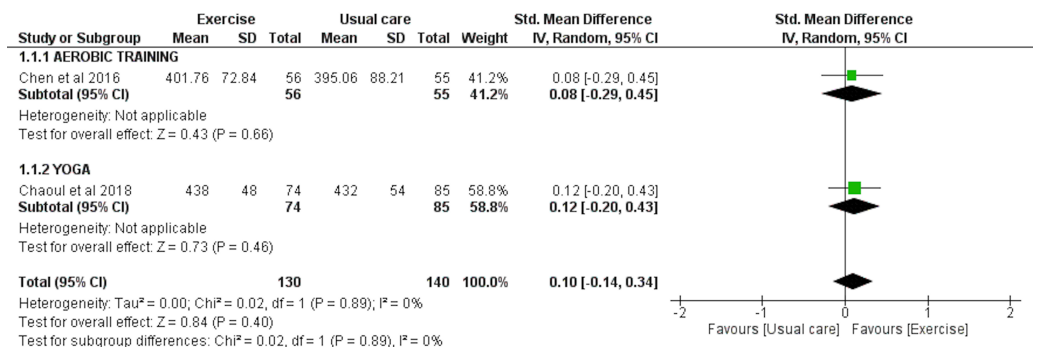 Exercise Usual care Std. Mean Difference Std. Mean Difference
Study or Subgroup Mean SD Total Mean SD Total Weight IV, Random, 95% CI IV, Random, 95% CI
1.1.1 AEROBIC TRAINING
Chen et al 2016 401.76 72.84 56 395.06 88.21 55 41.2% 0.08 [-0.29, 0.45]
Subtotal (95% CI) 56 55 41.2% 0.08 [-0.29, 0.45]
Heterogeneity: Not applicable
Test for overall effect: Z = 0.43 (P = 0.66)
1.1.2 YOGA
Chaoul et al 2018 438 48 74 432 54 85 58.8% 0.12 [-0.20, 0.43]
Subtotal (95% CI) 74 85 58.8% 0.12 [-0.20, 0.43]
Heterogeneity: Not applicable
Test for overall effect: Z = 0.73 (P = 0.46)
Total (95% CI) 130 140 100.0% 0.10 [-0.14, 0.34]
Heterogeneity: Tau² = 0.00; Chi² = 0.02, df = 1 (P = 0.89); I² = 0%
Test for overall effect: Z = 0.84 (P = 0.40)
Test for subgroup differences: Chi² = 0.02, df = 1 (P = 0.89), I² = 0%
-2 -1 0 1 2
Favours [Usual care] Favours [Exercise]